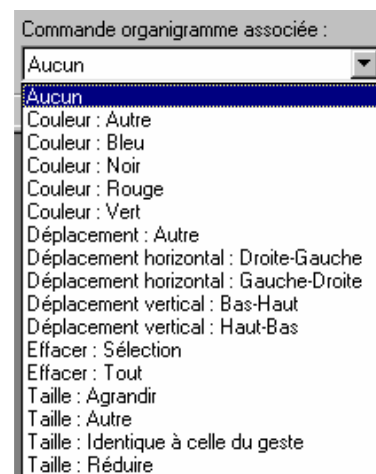 Commande organigramme associée :
Aucun
Aucun
Couleur : Autre
Couleur : Bleu
Couleur : Noir
Couleur : Rouge
Couleur : Vert
Déplacement : Autre
Déplacement horizontal : Droite-Gauche
Déplacement horizontal : Gauche-Droite
Déplacement vertical : Bas-Haut
Déplacement vertical : Haut-Bas
Effacer : Sélection
Effacer : Tout
Taille : Agrandir
Taille : Autre
Taille : Identique à celle du geste
Taille : Réduire